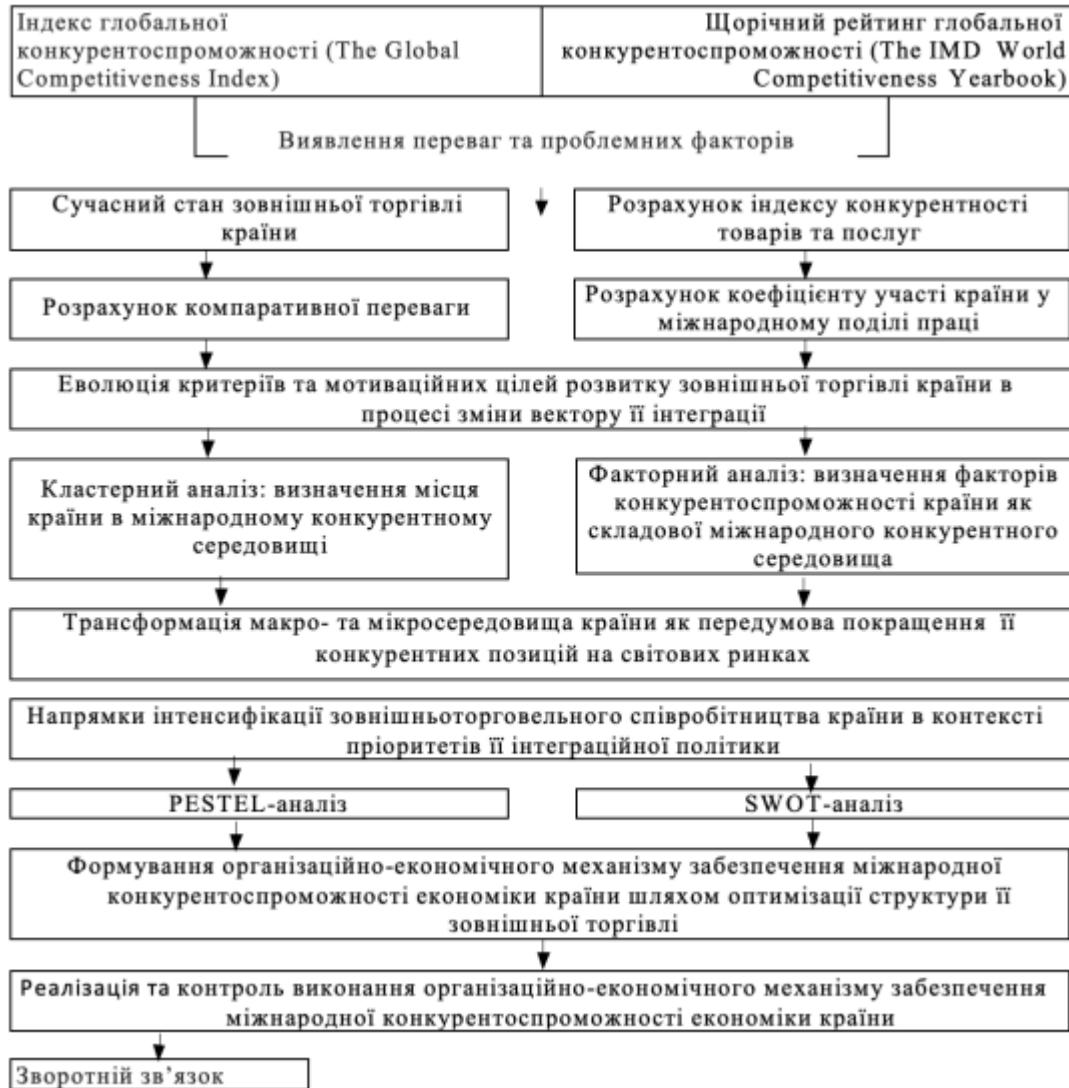 Індекс глобальної
конкурентоспроможності (The Global
Competitiveness Index)
Щорічний рейтинг глобальної
конкурентоспроможності (The IMD World
Competitiveness Yearbook)
Виявлення переваг та проблемних факторів
Сучасний стан зовнішньої торгівлі
країни
Розрахунок індексу конкурентності
товарів та послуг
Розрахунок компаративної переваги
Розрахунок коефіцієнту участі країни у
міжнародному поділі праці
Еволюція критеріїв та мотиваційних цілей розвитку зовнішньої торгівлі країни в
процесі зміни вектору її інтеграції
Кластерний аналіз: визначення місця
країни в міжнародному конкурентному
середовищі
Факторний аналіз: визначення факторів
конкурентоспроможності країни як
складової міжнародного конкурентного
середовища
Трансформація макро- та мікросередовища країни як передумова покращення її
конкурентних позицій на світових ринках
Напрямки інтенсифікації зовнішньоторговельного співробітництва країни в контексті
пріоритетів її інтеграційної політики
PESTEL-аналіз
SWOT-аналіз
Формування організаційно-економічного механізму забезпечення міжнародної
конкурентоспроможності економіки країни шляхом оптимізації структури її
зовнішньої торгівлі
Реалізація та контроль виконання організаційно-економічного механізму забезпечення
міжнародної конкурентоспроможності економіки країни
Зворотній зв’язок